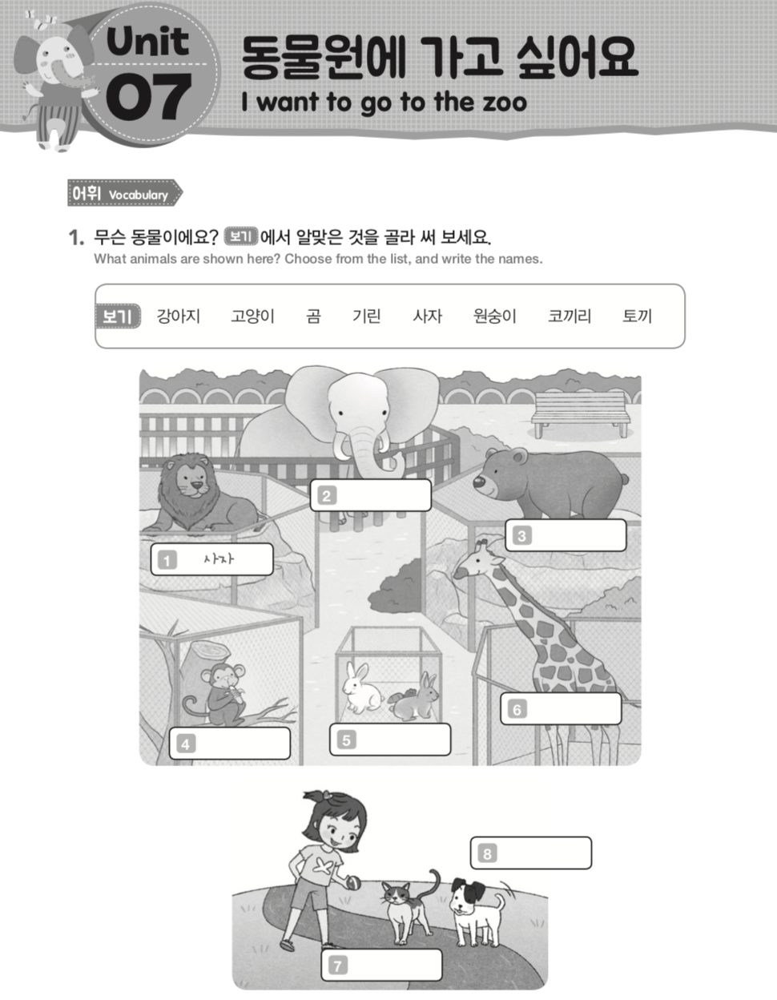 Unit
07
동물원에 가고 싶어요
I want to go to the zoo
어휘 Vocabulary
1. 무슨 동물이에요? 보기 에서 알맞은 것을 골라 써 보세요.
What animals are shown here? Choose from the list, and write the names.
보기 강아지 고양이 곰 기린 사자 원숭이 코끼리 토끼
2
3
1 사자
6
4
5
8
7